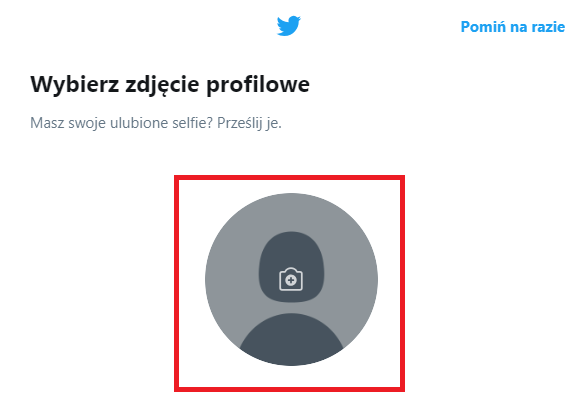 Pomiń na razie
Wybierz zdjęcie profilowe
Masz swoje ulubione selfie? Prześlij je.